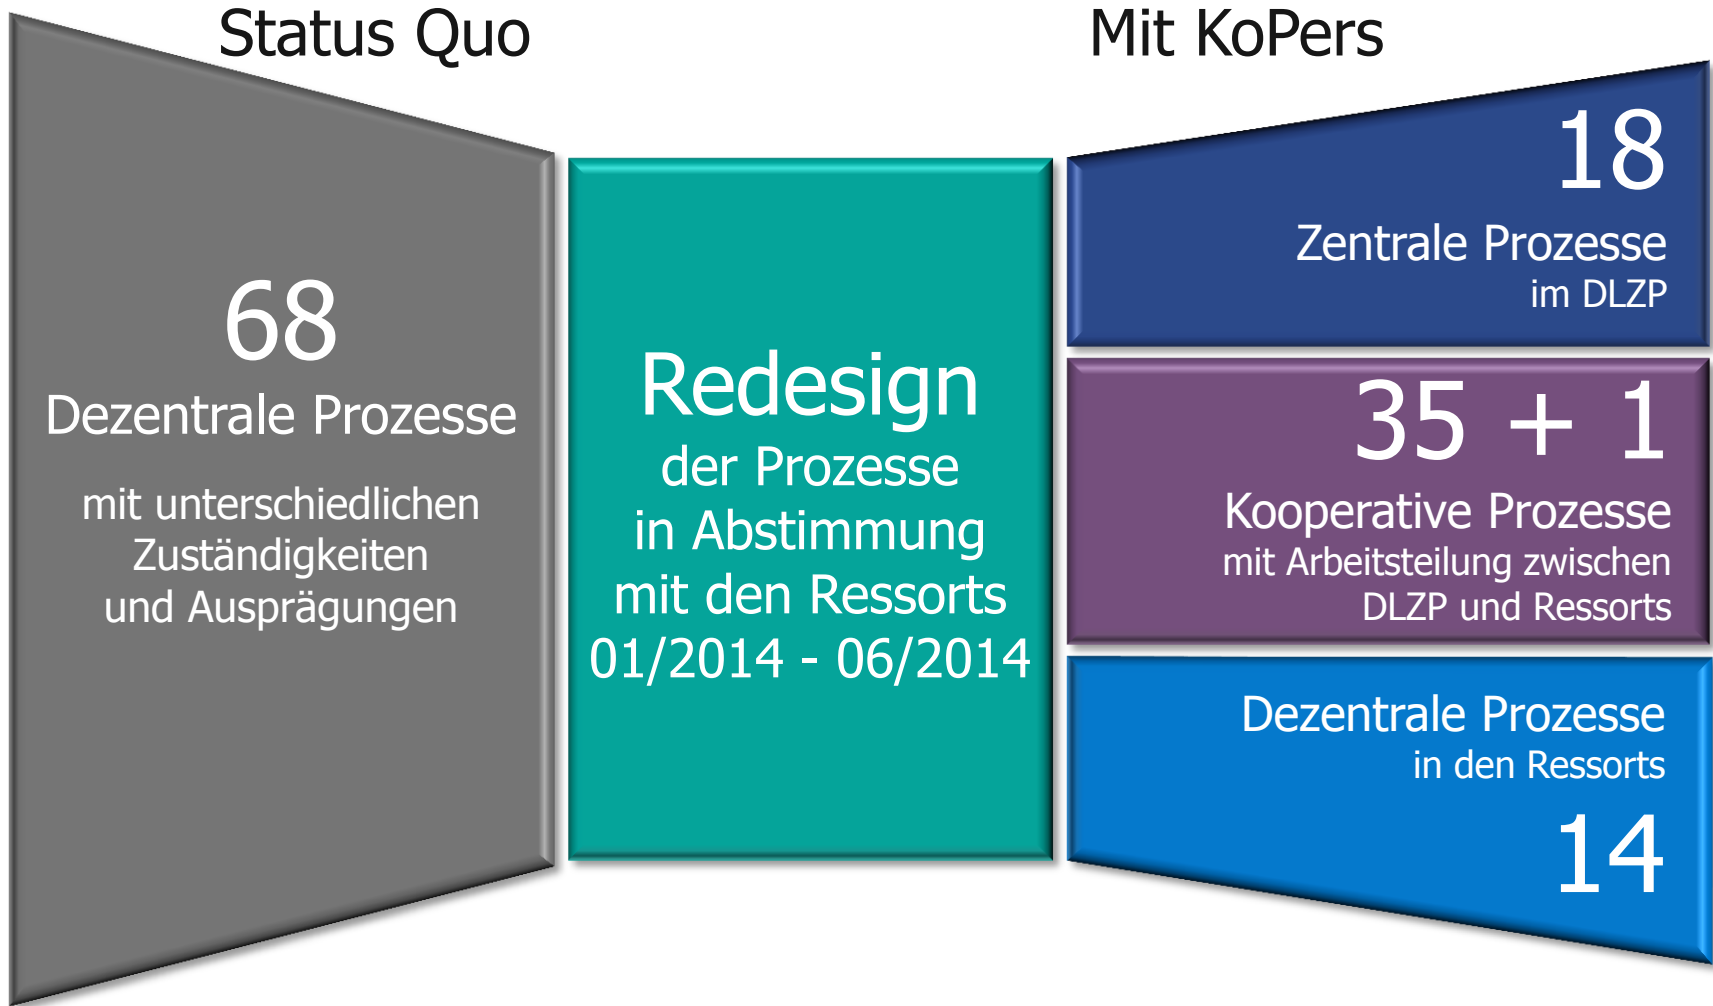 Status Quo
Mit KoPers
68
Dezentrale Prozesse
mit unterschiedlichen
Zuständigkeiten
und Ausprägungen
Redesign
der Prozesse
in Abstimmung
mit den Ressorts
01/2014 - 06/2014
18
Zentrale Prozesse
im DLZP
35 + 1
Kooperative Prozesse
mit Arbeitsteilung zwischen
DLZP und Ressorts
Dezentrale Prozesse
in den Ressorts
14